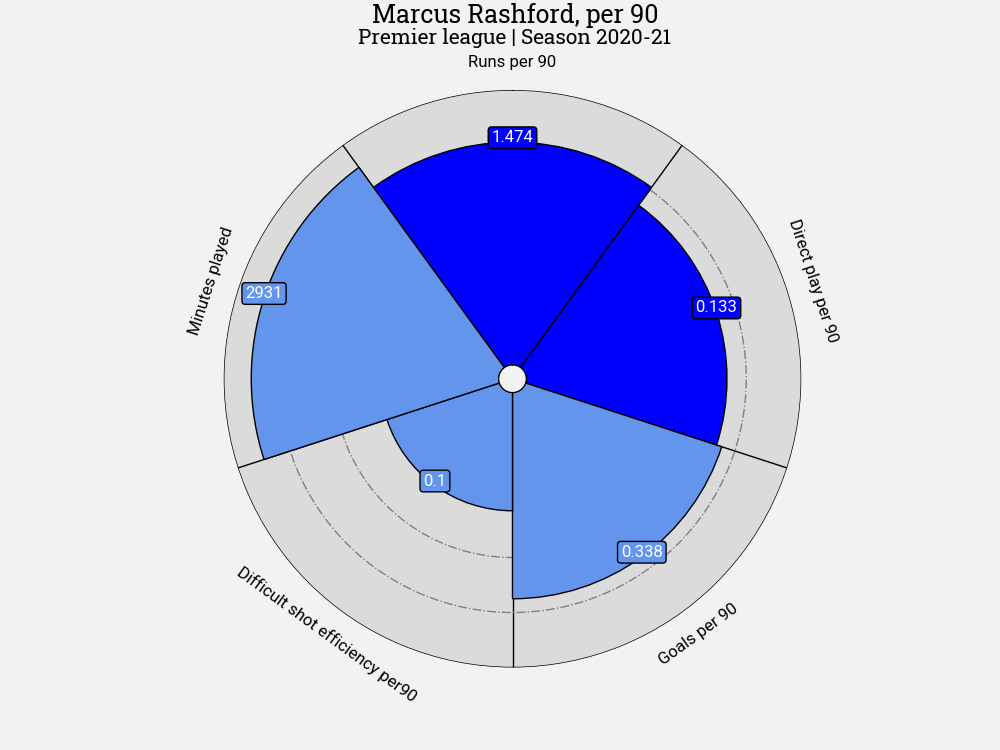 Marcus Rashford, per 90
Premier league | Season 2020-21
Runs per 90
1.474
Direct play per 90
0.133
Minutes played
2931
0.1
0.338
Difficult shot efficiency per90
Goals per 90